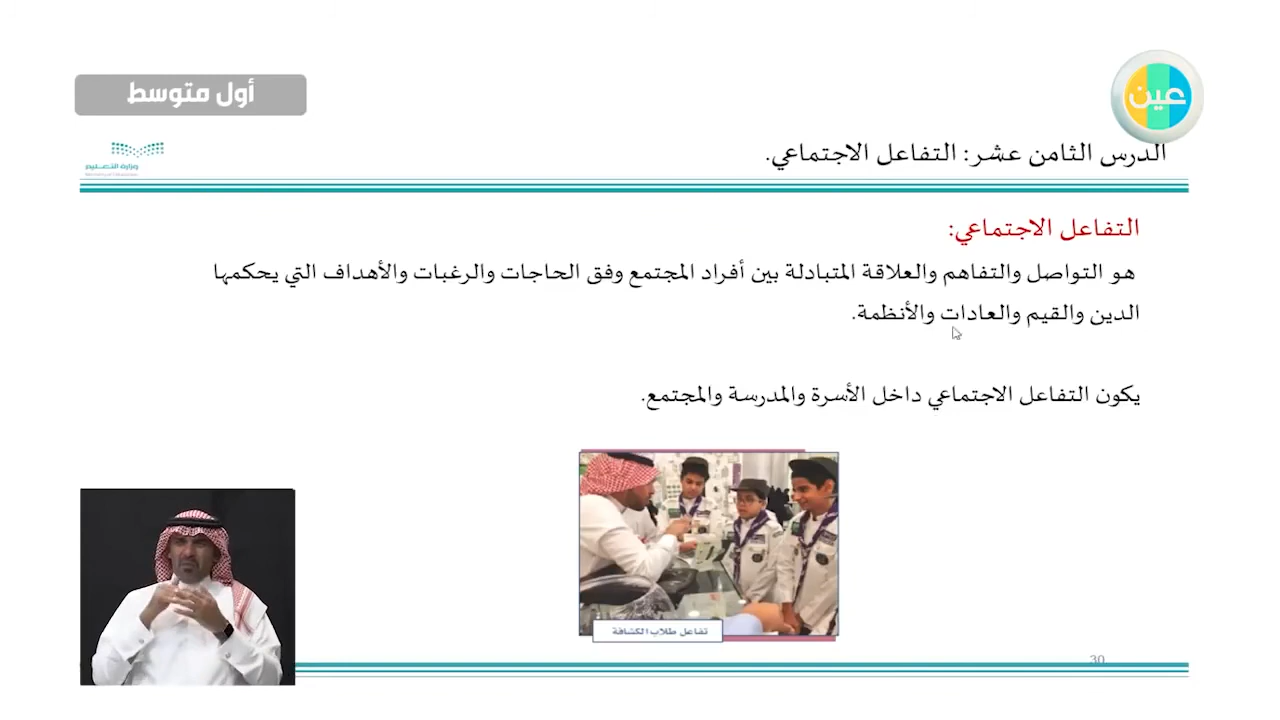 أول متوسط
عين
وزارة التعليم
الدرس الثامن عشر: التفاعل الاجتماعي.
التفاعل الاجتماعي:
هو التواصل والتفاهم والعلاقة المتبادلة بين أفراد المجتمع وفق الحاجات والرغبات والأهداف التي يحكمها
الدين والقيم والعادات والأنظمة.
يكون التفاعل الاجتماعي داخل الأسرة والمدرسة والمجتمع.
تفاعل طلاب الكشافة
30